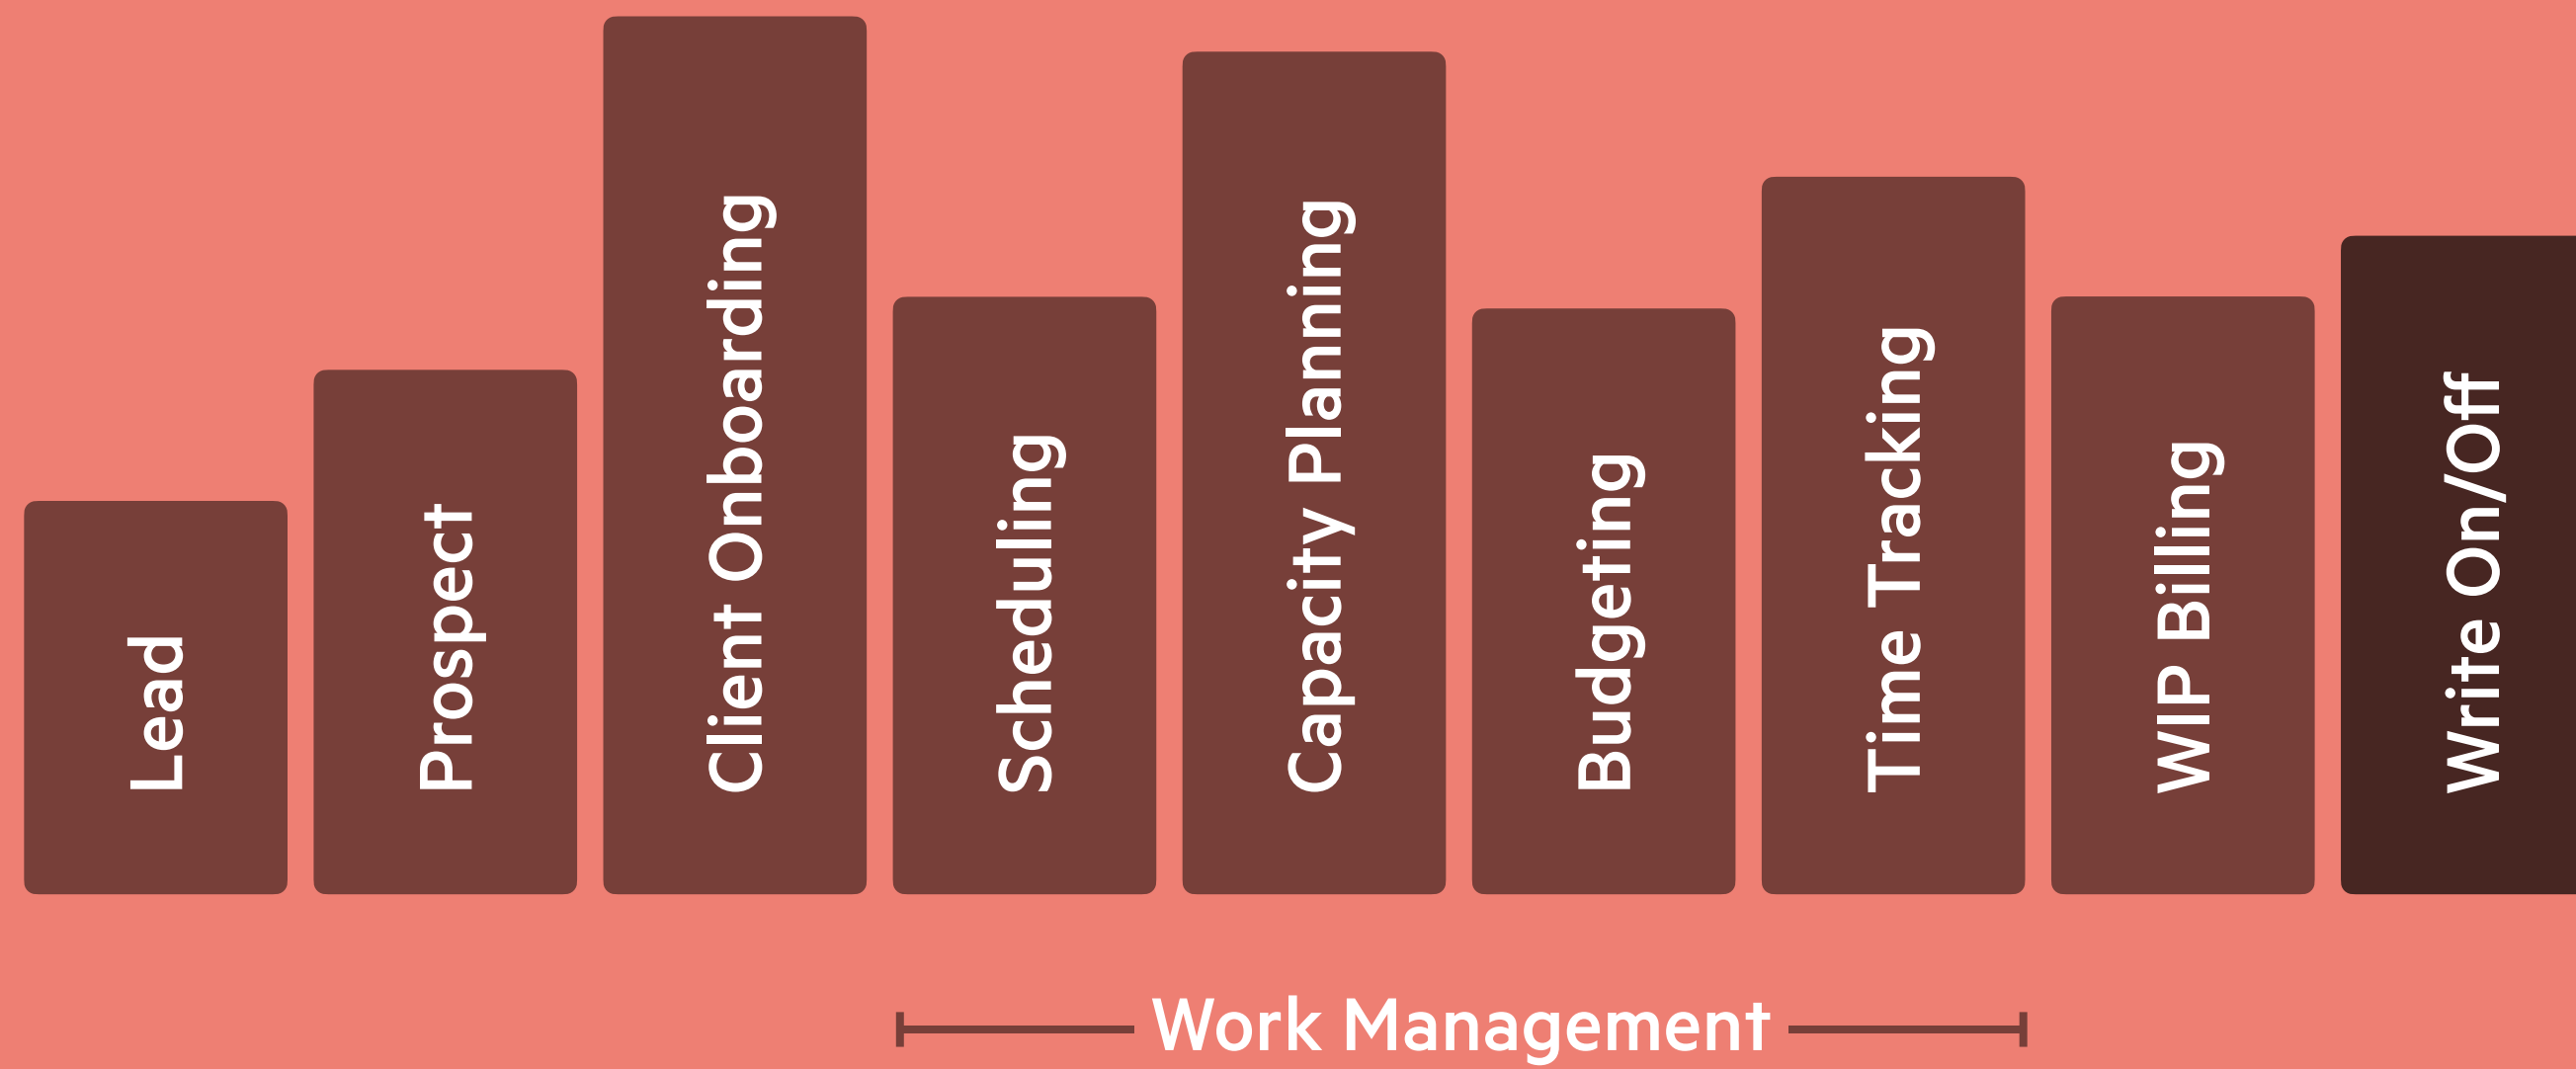 Lead
Prospect
Client Onboarding
Scheduling
Capacity Planning
Budgeting
Time Tracking
WIP Billing
Write On/Off
Work Management